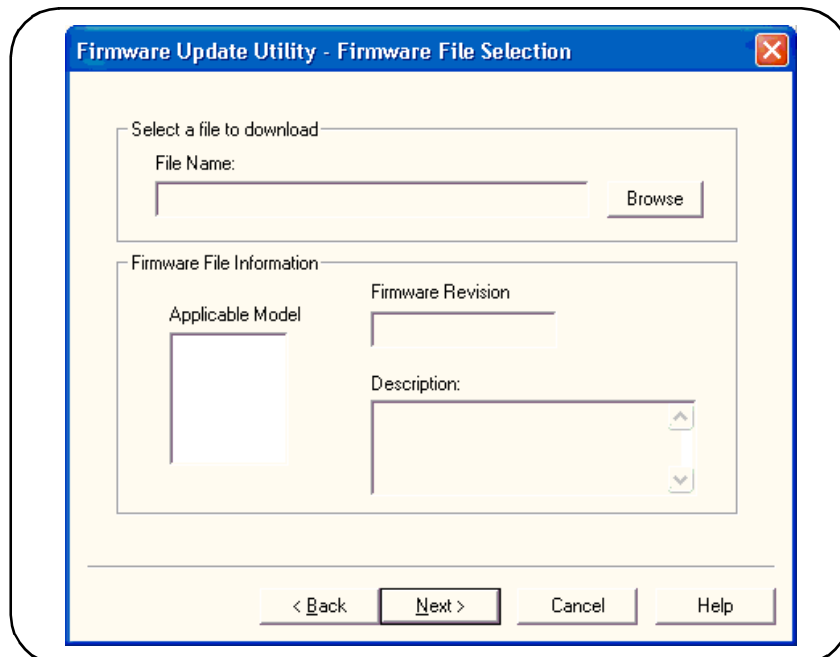 Firmware Update Utility - Firmware File Selection
Select a file to download
File Name:
Browse
Firmware File Information
Applicable Model
Firmware Revision
Description:
< Back
Next >
Cancel
Help